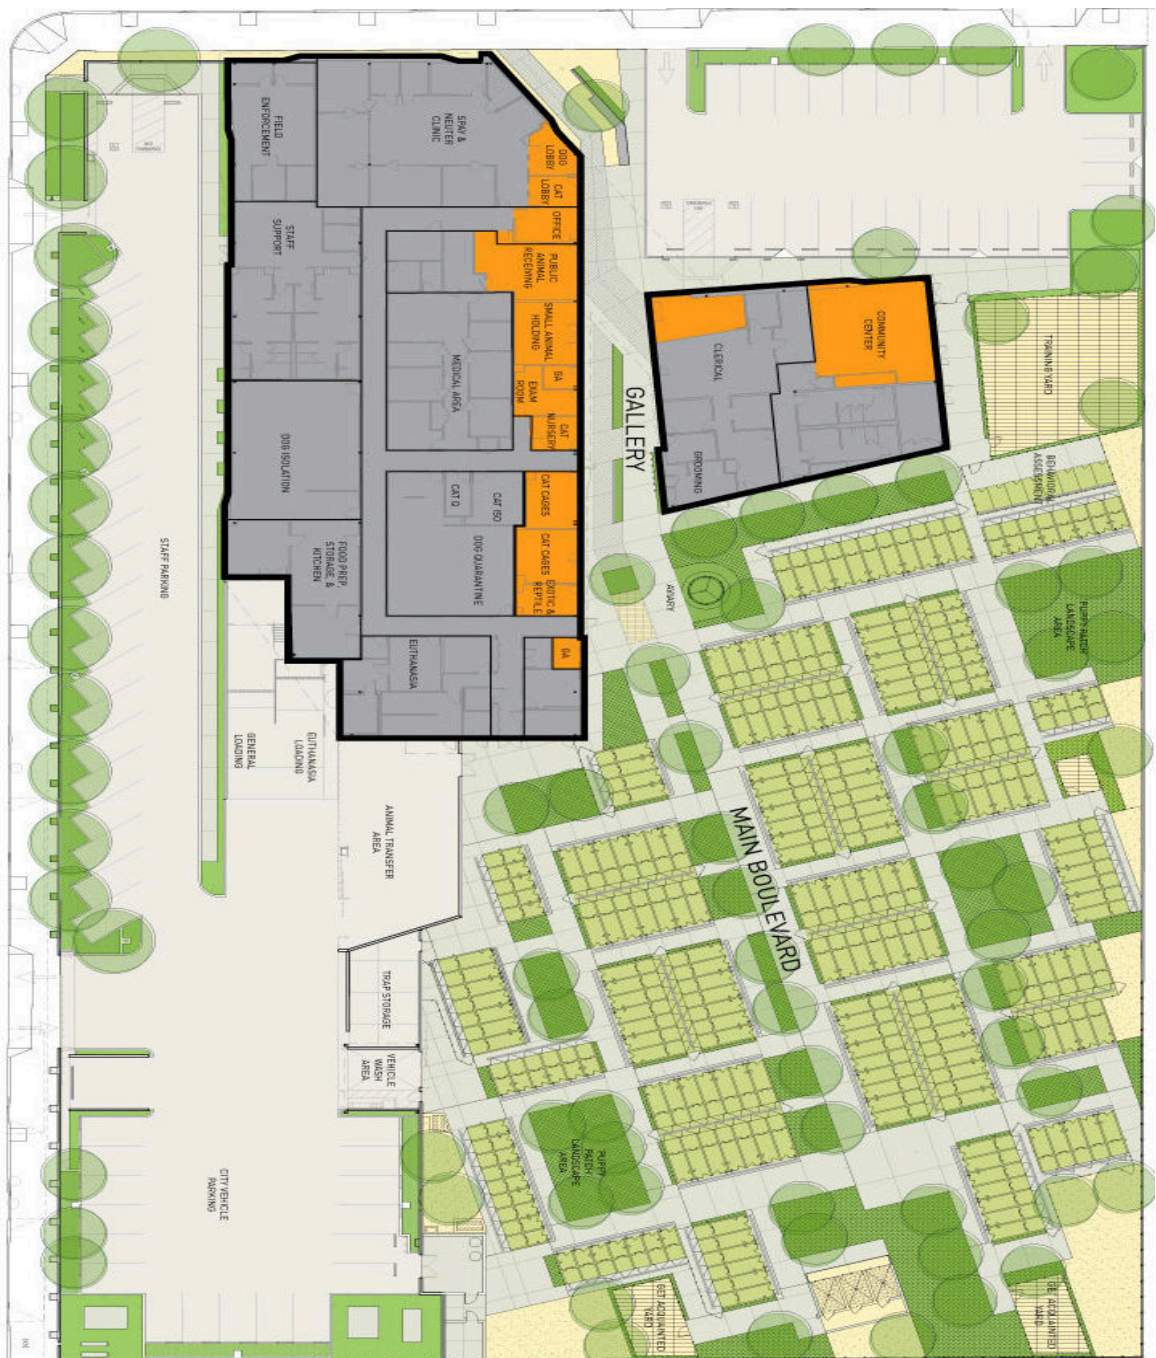 FIELD
ENFORCEMENT
SPAY &
NEUTER
CLINIC
DOG
LOBBY
CAT
LOBBY
OFFICE
STAFF
SUPPORT
PUBLIC
ANIMAL
RECEIVING
SMALL ANIMAL
HOLDING
MEDICAL AREA
GA
EXAM
ROOM
CAT
NURSERY
DOG ISOLATION
CAT CAGES
CAT ISO
CAT Q
CAT CAGES
DOG QUARANTINE
EXOTIC &
REPTILE
FOOD PREP,
STORAGE, &
KITCHEN
EUTHANASIA
GA
COMMUNITY
CENTER
CLERICAL
GROOMING
GALLERY
TRAINING YARD
BEHAVIORAL
ASSESSMENT
AVIARY
PUPPY PATCH
LANDSCAPE
AREA
STAFF PARKING
GENERAL
LOADING
EUTHANASIA
LOADING
ANIMAL TRANSFER
AREA
MAIN BOULEVARD
TRAP STORAGE
VEHICLE
WASH
AREA
CITY VEHICLE
PARKING
PUPPY
PATCH
LANDSCAPE
AREA
GET ACQUAINTED
YARD
GET ACQUAINTED
YARD